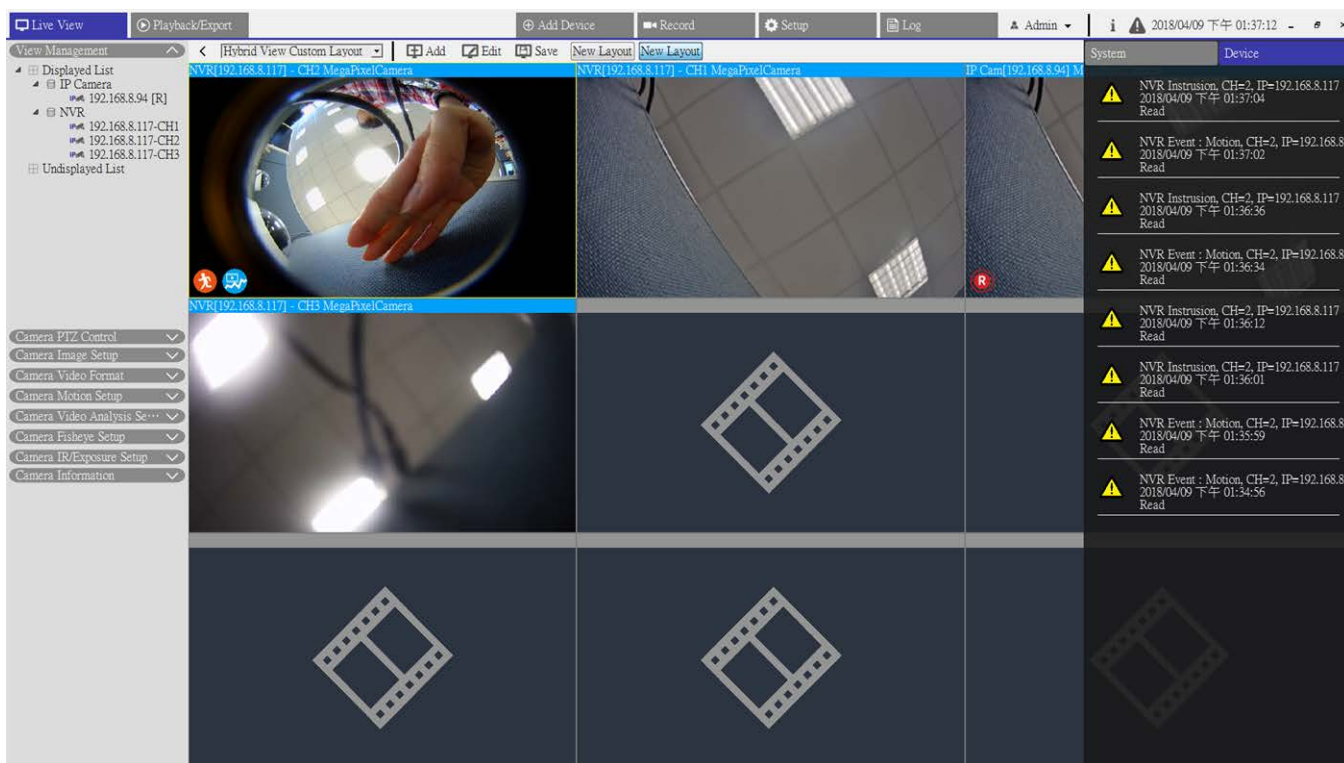 Live View
Playback/Export
Add Device
Record
Setup
Log
Admin
i
2018/04/09 下午 01:37:12
View Management
Hybrid View Custom Layout
Add
Edit
Save
New Layout
New Layout
System
Device
Displayed List
IP Camera
192.168.8.94 [R]
NVR
192.168.8.117-CH1
192.168.8.117-CH2
192.168.8.117-CH3
Undisplayed List
Camera PTZ Control
Camera Image Setup
Camera Video Format
Camera Motion Setup
Camera Video Analysis Se⋯
Camera Fisheye Setup
Camera IR/Exposure Setup
Camera Information
NVR[192.168.8.117] - CH2 MegaPixelCamera
NVR[192.168.8.117] - CH1 MegaPixelCamera
IP Cam[192.168.8.94] M
R
NVR[192.168.8.117] - CH3 MegaPixelCamera
NVR Instrusion, CH=2, IP=192.168.8.117
2018/04/09 下午 01:37:04
Read
NVR Event : Motion, CH=2, IP=192.168.8
2018/04/09 下午 01:37:02
Read
NVR Instrusion, CH=2, IP=192.168.8.117
2018/04/09 下午 01:36:36
Read
NVR Event : Motion, CH=2, IP=192.168.8
2018/04/09 下午 01:36:34
Read
NVR Instrusion, CH=2, IP=192.168.8.117
2018/04/09 下午 01:36:12
Read
NVR Instrusion, CH=2, IP=192.168.8.117
2018/04/09 下午 01:36:01
Read
NVR Event : Motion, CH=2, IP=192.168.8
2018/04/09 下午 01:35:59
Read
NVR Event : Motion, CH=2, IP=192.168.8
2018/04/09 下午 01:34:56
Read